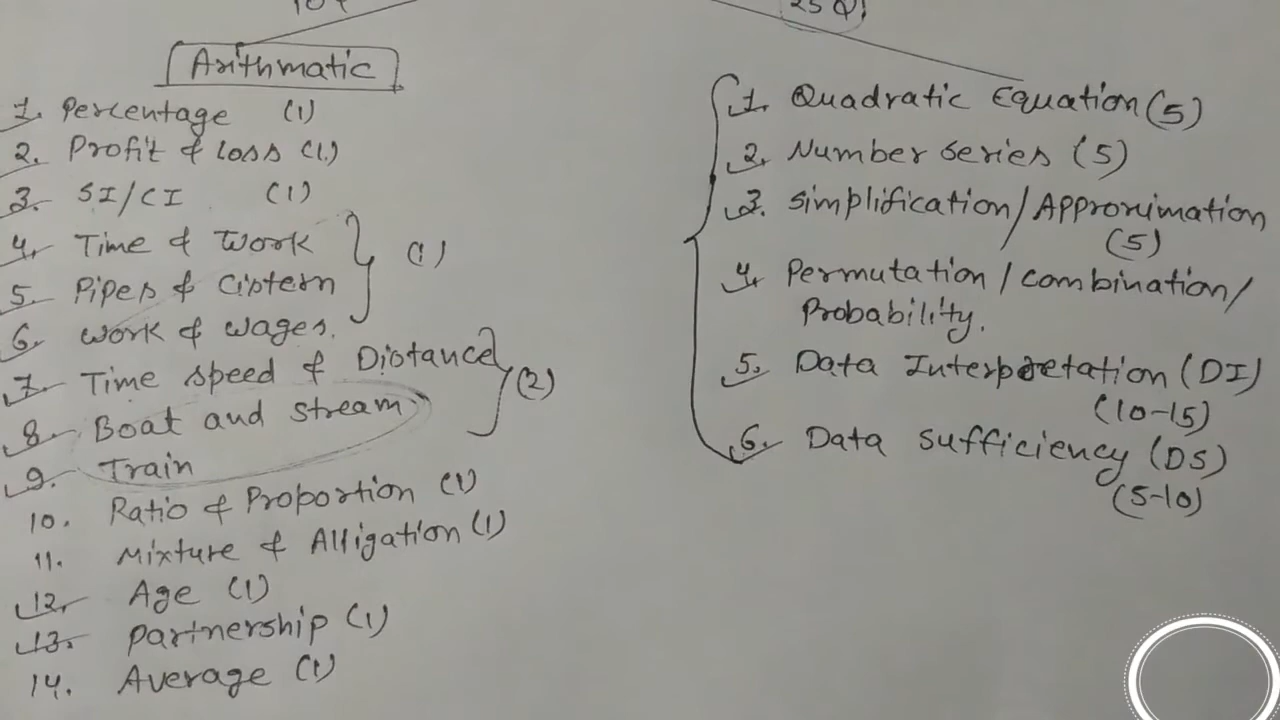 10
25 Q)
Arithmatic
1. Percentage (1)
2. Profit & Loss (1)
3. SI/CI (1)
4. Time & Work
(1)
5. Pipes & Cistern
6. Work & Wages.
7. Time speed & Distance
(2)
8. Boat and stream
9. Train
10. Ratio & Proportion (1)
11. Mixture & Alligation (1)
12. Age (1)
13. Partnership (1)
14. Average (1)
1. Quadratic Equation (5)
2. Number series (5)
3. Simplification/Approximation
(5)
4. Permutation/combination/
Probability.
5. Data Interpretation (DI)
(10-15)
6. Data sufficiency (DS)
(5-10)